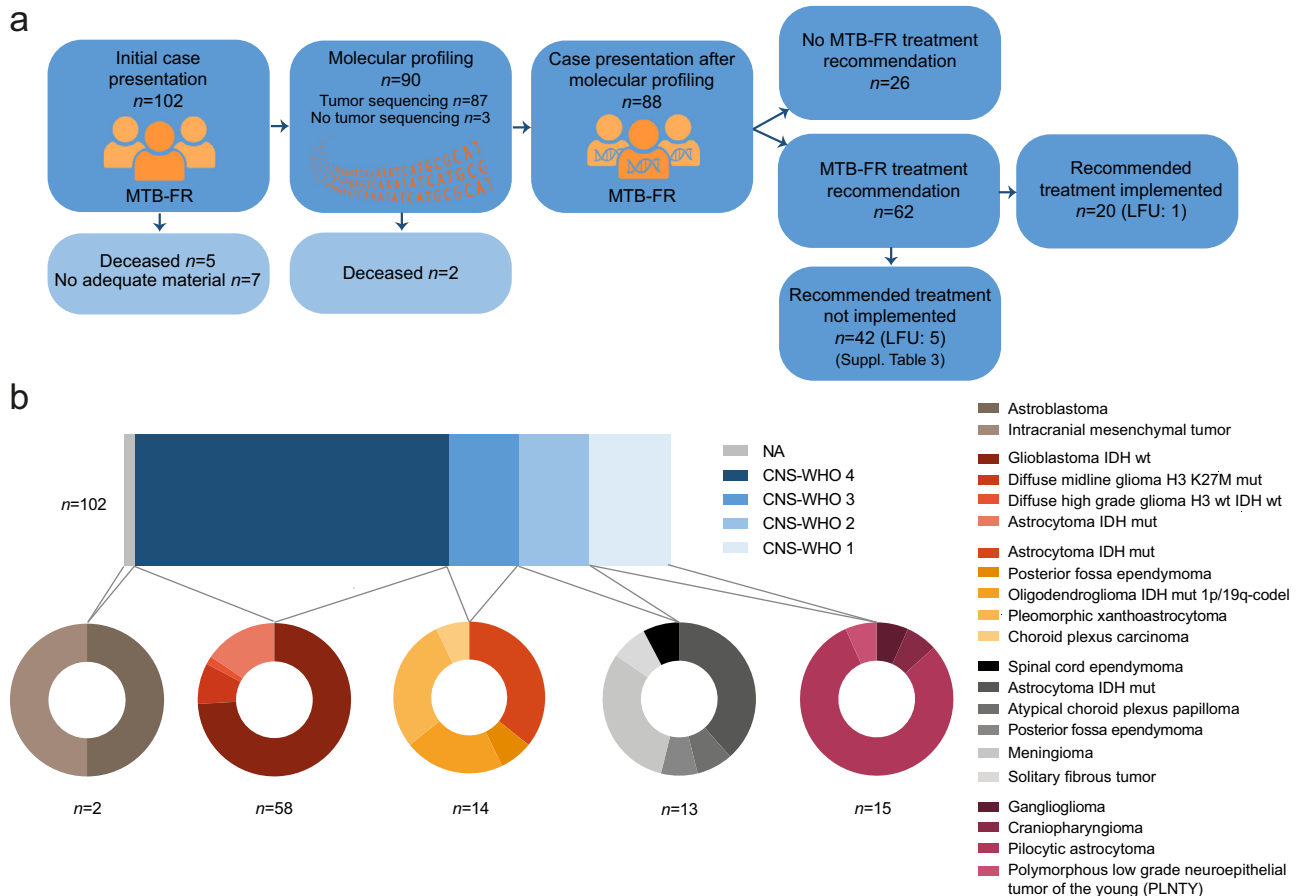 a
Initial case
presentation
n=102
MTB-FR
Deceased n=5
No adequate material n=7
Molecular profiling
n=90
Tumor sequencing n=87
No tumor sequencing n=3
Deceased n=2
Case presentation after
molecular profiling
n=88
MTB-FR
No MTB-FR treatment
recommendation
n=26
MTB-FR treatment
recommendation
n=62
Recommended
treatment implemented
n=20 (LFU: 1)
Recommended treatment
not implemented
n=42 (LFU: 5)
(Suppl. Table 3)
b
n=102
NA
CNS-WHO 4
CNS-WHO 3
CNS-WHO 2
CNS-WHO 1
n=2
n=58
n=14
n=13
n=15
Astroblastoma
Intracranial mesenchymal tumor
Glioblastoma IDH wt
Diffuse midline glioma H3 K27M mut
Diffuse high grade glioma H3 wt IDH wt
Astrocytoma IDH mut
Astrocytoma IDH mut
Posterior fossa ependymoma
Oligodendroglioma IDH mut 1p/19q-codel
Pleomorphic xanthoastrocytoma
Choroid plexus carcinoma
Spinal cord ependymoma
Astrocytoma IDH mut
Atypical choroid plexus papilloma
Posterior fossa ependymoma
Meningioma
Solitary fibrous tumor
Ganglioglioma
Craniopharyngioma
Pilocytic astrocytoma
Polymorphous low grade neuroepithelial
tumor of the young (PLNTY)